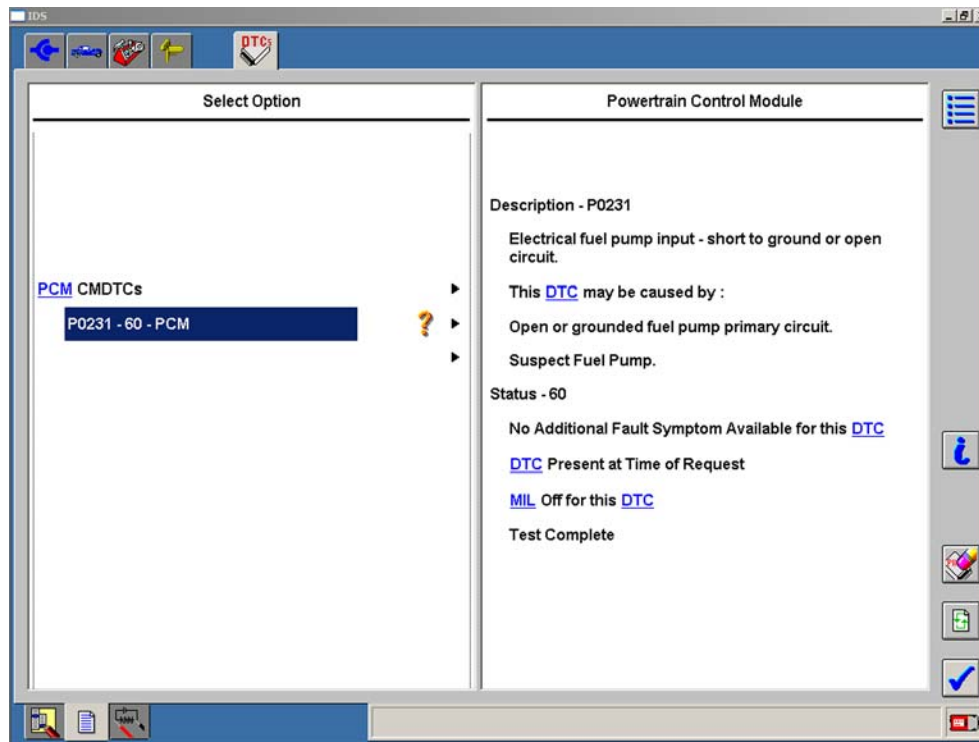 IDS
DTCs
Select Option
PCM CMDTCs
P0231 - 60 - PCM
Powertrain Control Module
Description - P0231
Electrical fuel pump input - short to ground or open
circuit.
This DTC may be caused by :
Open or grounded fuel pump primary circuit.
Suspect Fuel Pump.
Status - 60
No Additional Fault Symptom Available for this DTC
DTC Present at Time of Request
MIL Off for this DTC
Test Complete